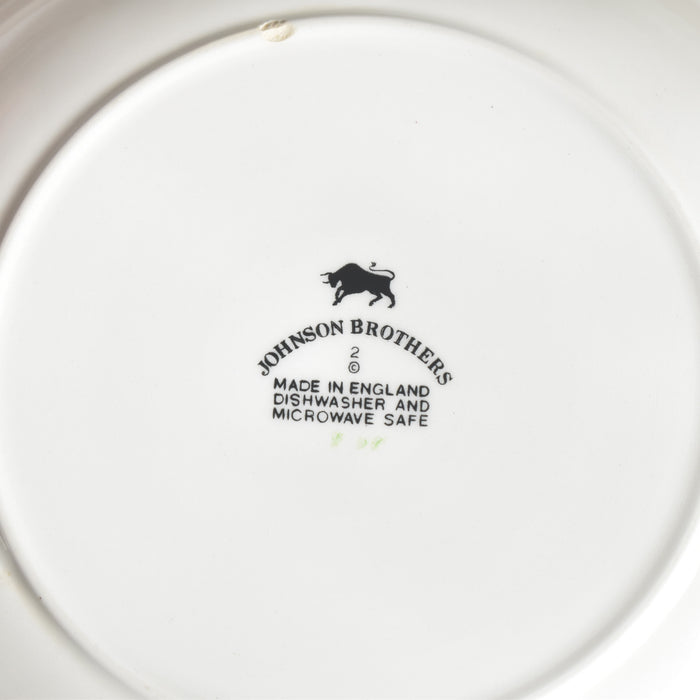 JOHNSON BROTHERS
2
©
MADE IN ENGLAND
DISHWASHER AND
MICROWAVE SAFE